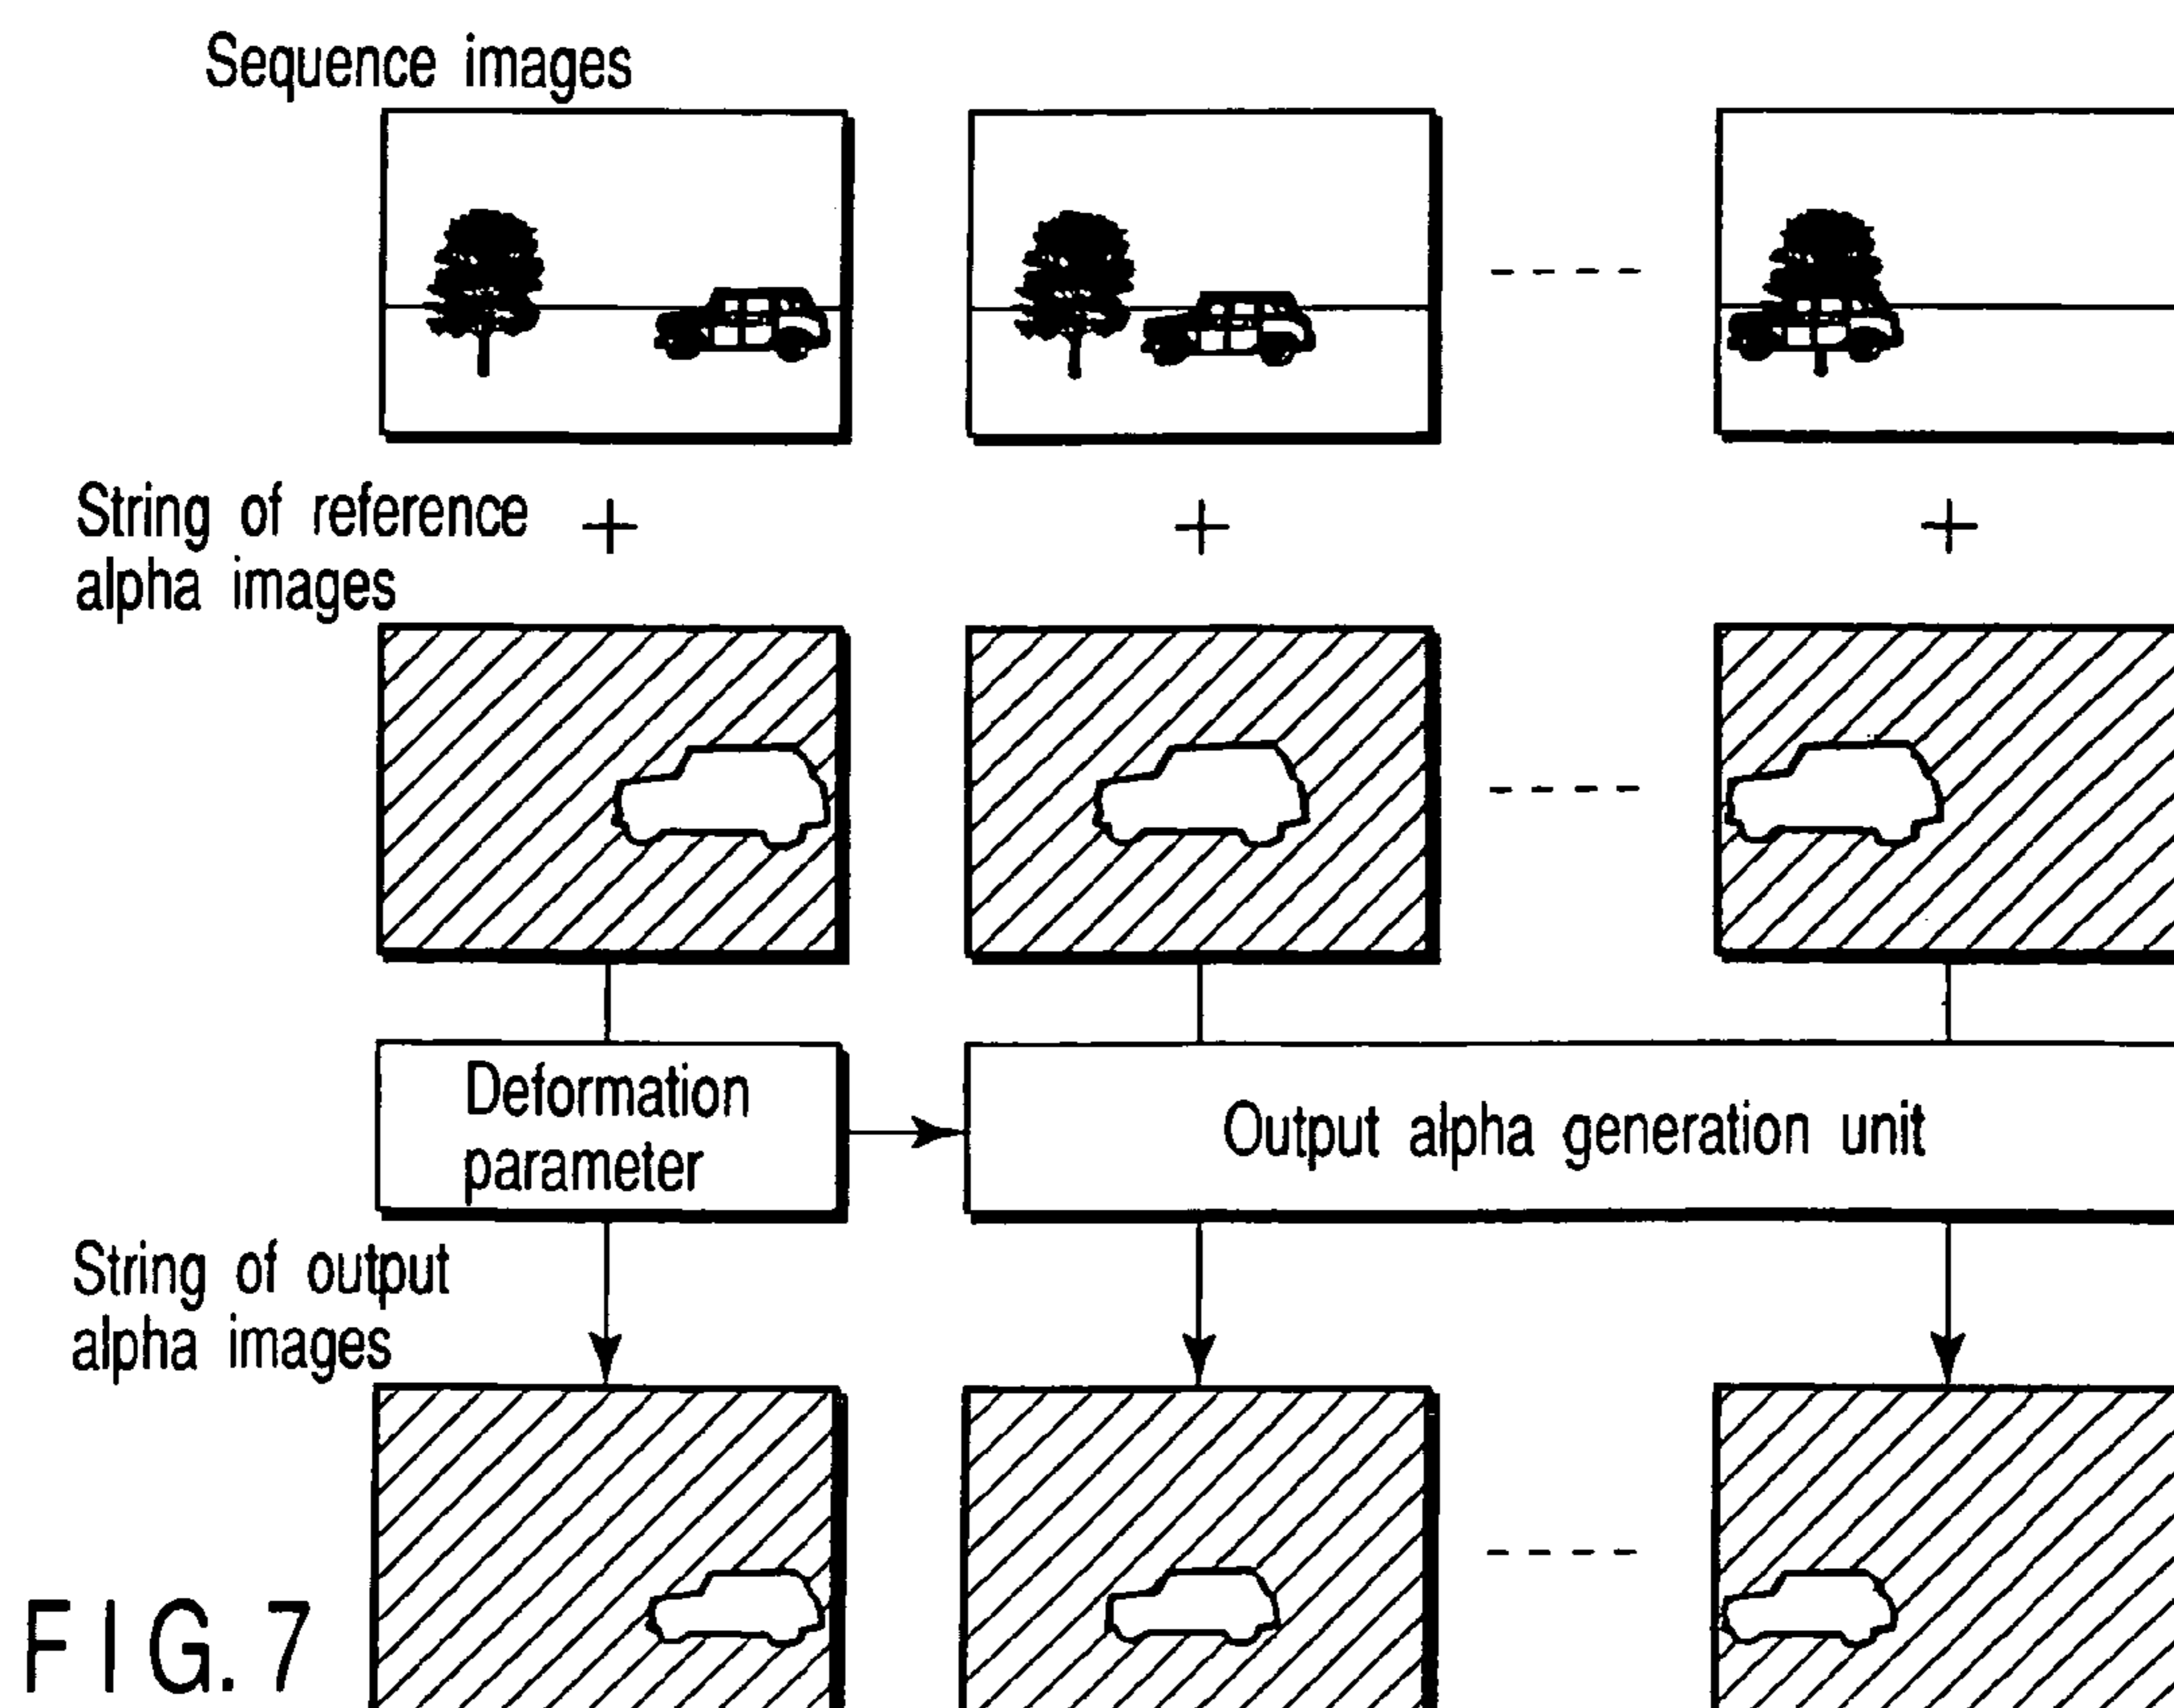 Sequence images
String of reference
alpha images
+ + +
Deformation
parameter
Output alpha generation unit
String of output
alpha images
FIG. 7